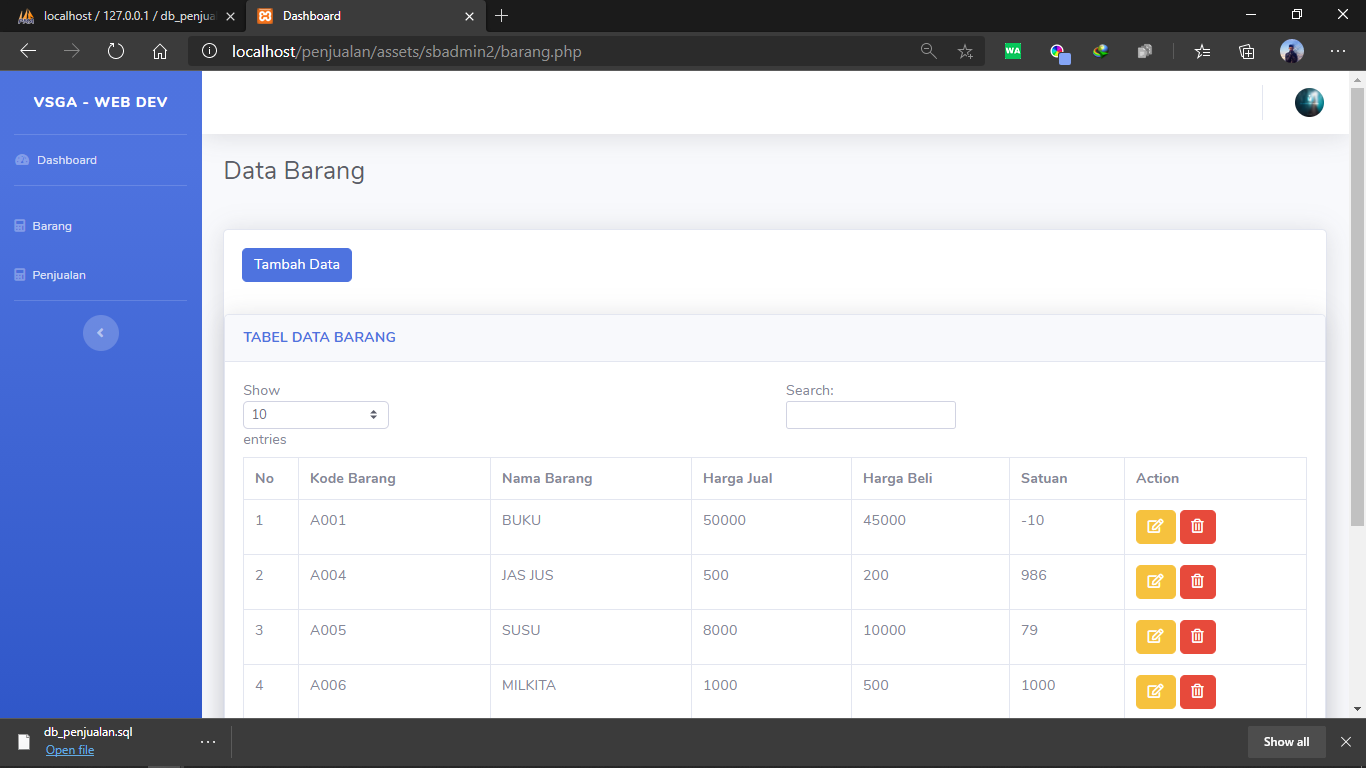 localhost / 127.0.0.1 / db_penjua
Dashboard
localhost/penjualan/assets/sbadmin2/barang.php
WA
VSGA - WEB DEV
Dashboard
Barang
Penjualan
Data Barang
Tambah Data
TABEL DATA BARANG
Show
10
entries
Search:
No Kode Barang Nama Barang Harga Jual Harga Beli Satuan Action
1 A001 BUKU 50000 45000 -10
2 A004 JAS JUS 500 200 986
3 A005 SUSU 8000 10000 79
4 A006 MILKITA 1000 500 1000
db_penjualan.sql
Open file
Show all